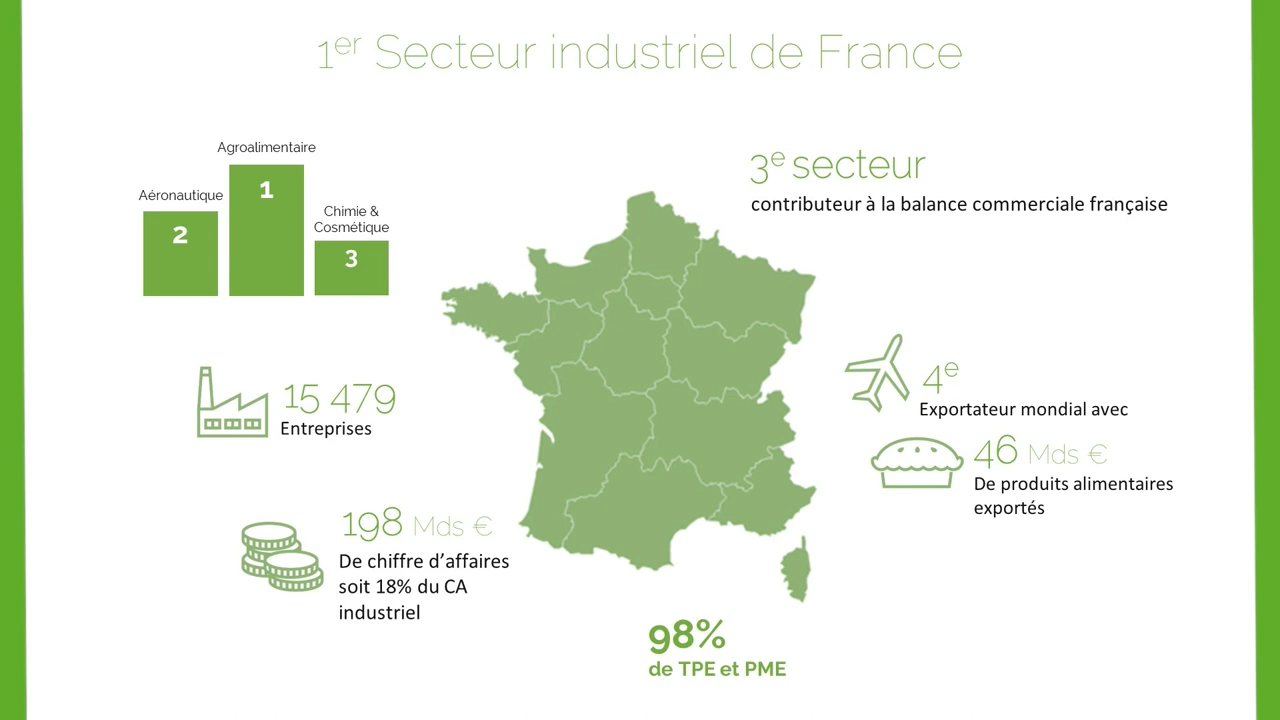 1er Secteur industriel de France
Agroalimentaire
1
Aéronautique
2
Chimie &
Cosmétique
3
3e secteur
contributeur à la balance commerciale française
15 479
Entreprises
4e
Exportateur mondial avec
46 Mds €
De produits alimentaires
exportés
198 Mds €
De chiffre d’affaires
soit 18% du CA
industriel
98%
de TPE et PME